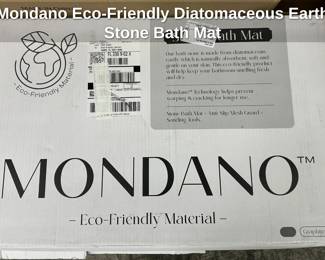 Mondano Eco-Friendly Diatomaceous Earth
Stone Bath Mat
Bath Mat
Our bath stone is made from diatomaceous
earth, which is naturally absorbent, soft and
gentle on your skin. This eco-friendly product
will help keep your bathroom smelling fresh
and dry.
Mondano™ Technology helps prevent
warping & cracking for longer use.
Stone Bath Mat - Anti Slip Mesh Guard -
Sanding Tools
Eco-Friendly Material
MONDANO™
- Eco-Friendly Material -
Graphite